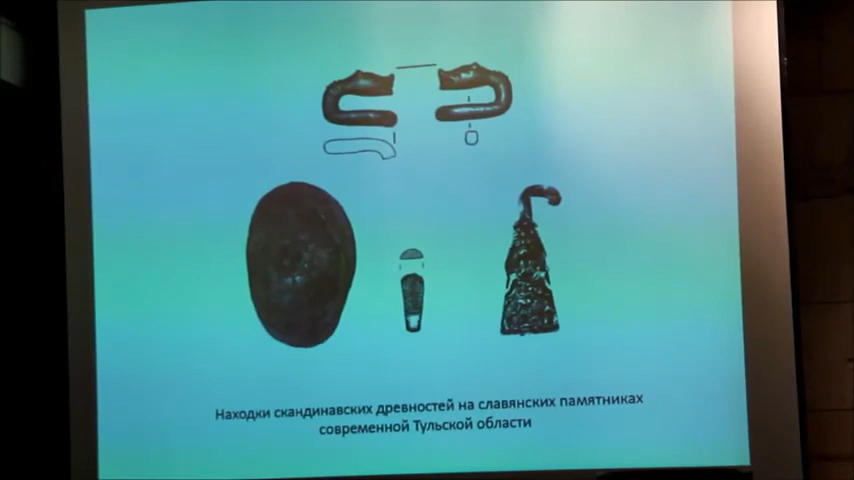 Находки скандинавских древностей на славянских памятниках
современной Тульской области